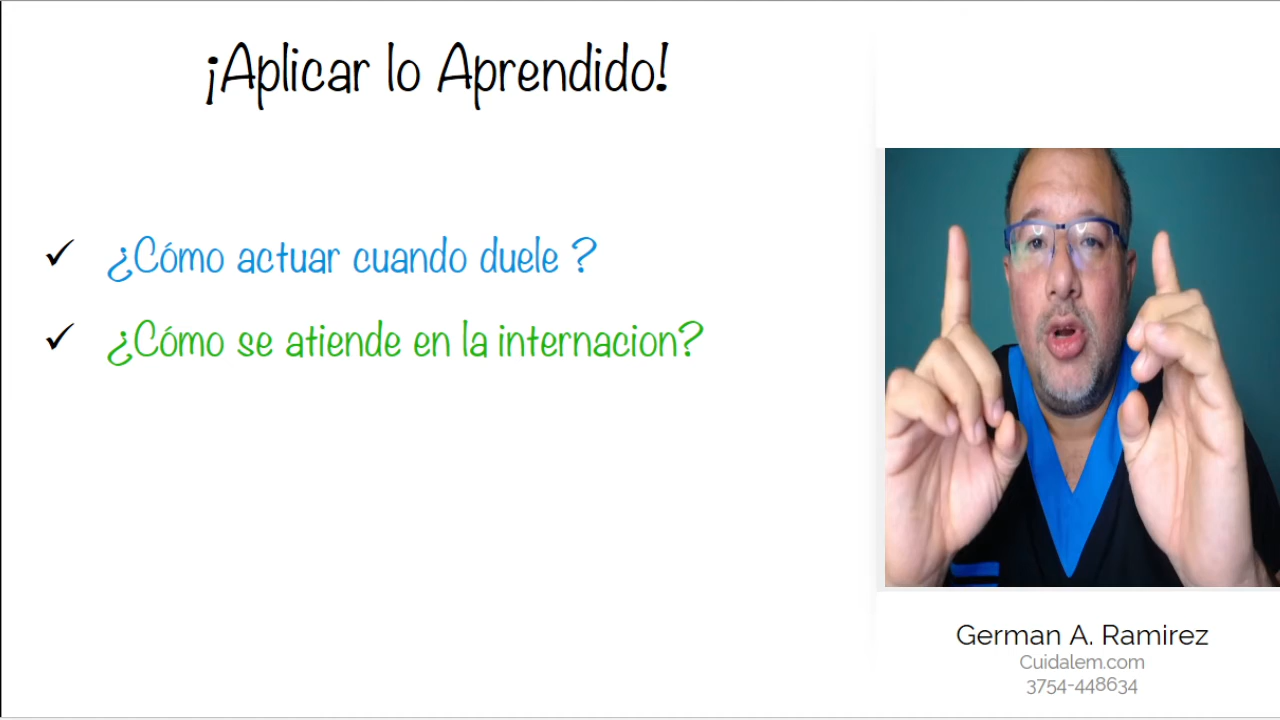 ¡Aplicar lo Aprendido!
✓ ¿Cómo actuar cuando duele ?
✓ ¿Cómo se atiende en la internacion?
German A. Ramirez
Cuidalem.com
3754-448634